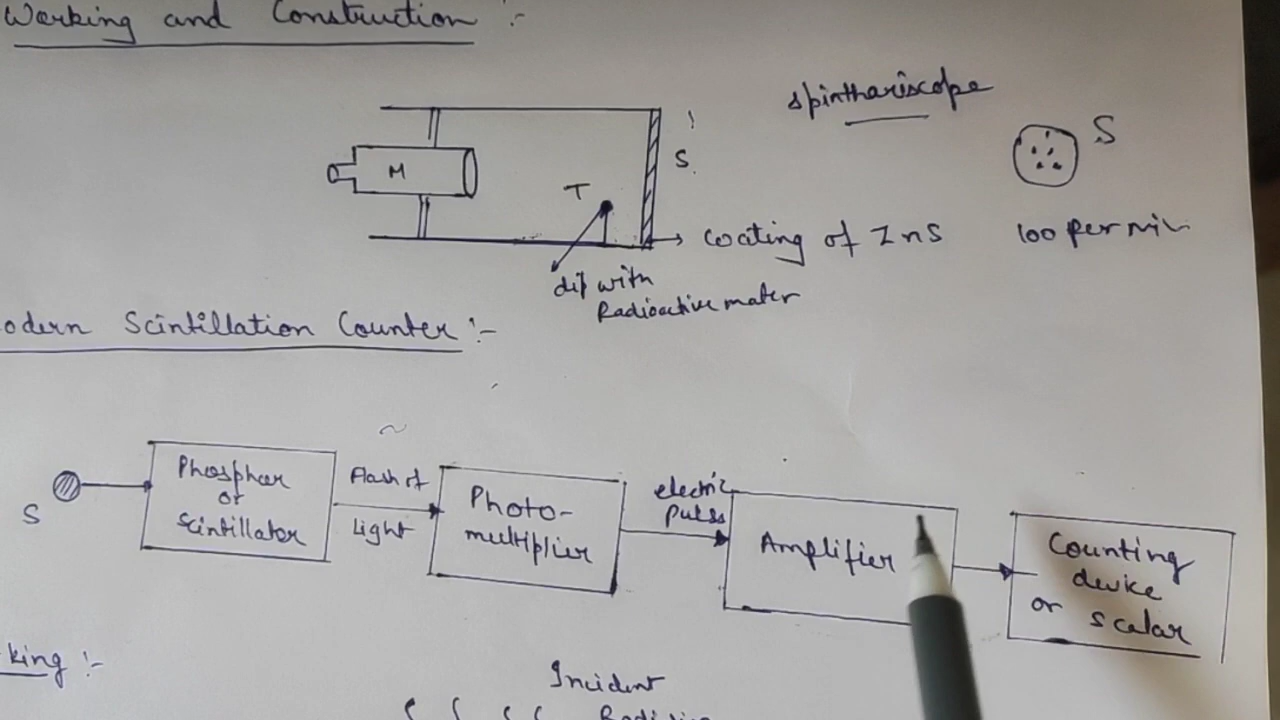 Working and Construction :-
spinthariscope
S
M
S
T
coating of ZnS
100 per min
dip with
Radioactive mater
odern Scintillation Counter :-
Phosphor
or
Scintillator
Flash of
Light
Photo-
multiplier
electric
pulse
Amplifier
Counting
device
or scalar
S
king :-
Incident